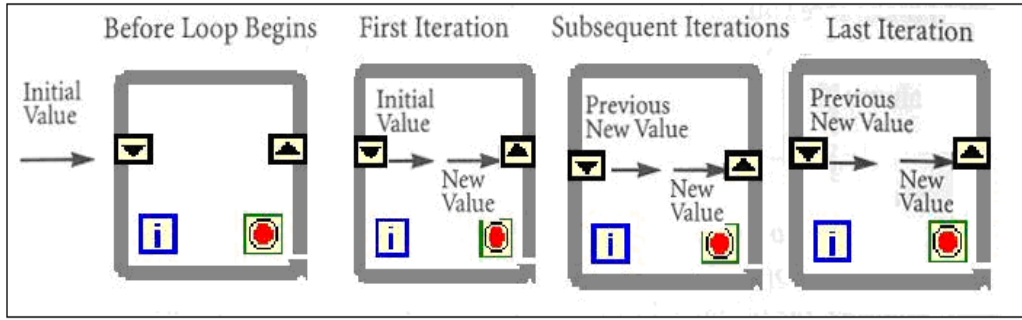 Before Loop Begins
First Iteration
Subsequent Iterations
Last Iteration
Initial
Value
i
Initial
Value
New
Value
i
Previous
New Value
New
Value
i
Previous
New Value
New
Value
i